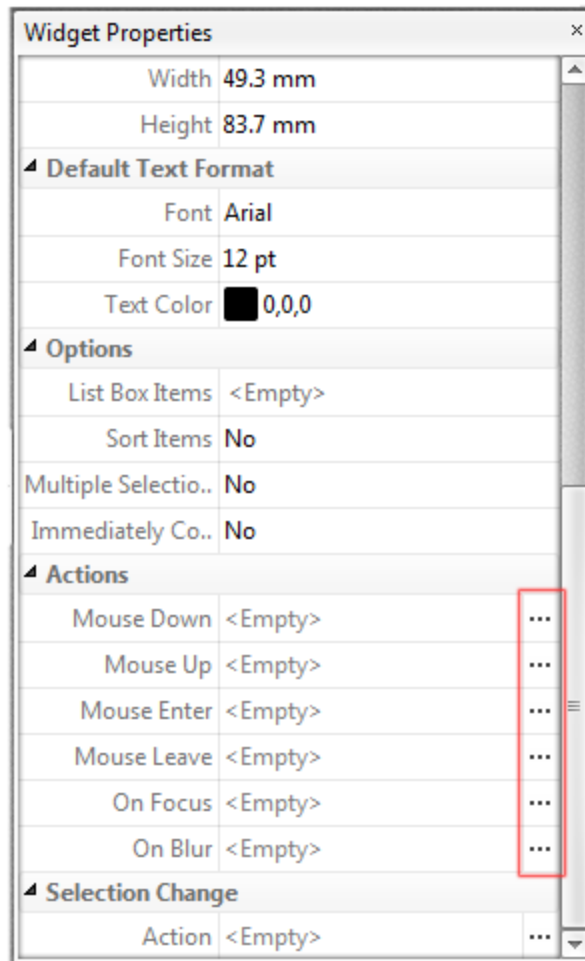 Widget Properties
Width 49.3 mm
Height 83.7 mm
Default Text Format
Font Arial
Font Size 12 pt
Text Color 0,0,0
Options
List Box Items <Empty>
Sort Items No
Multiple Selectio.. No
Immediately Co.. No
Actions
Mouse Down <Empty> ...
Mouse Up <Empty> ...
Mouse Enter <Empty> ...
Mouse Leave <Empty> ...
On Focus <Empty> ...
On Blur <Empty> ...
Selection Change
Action <Empty> ...